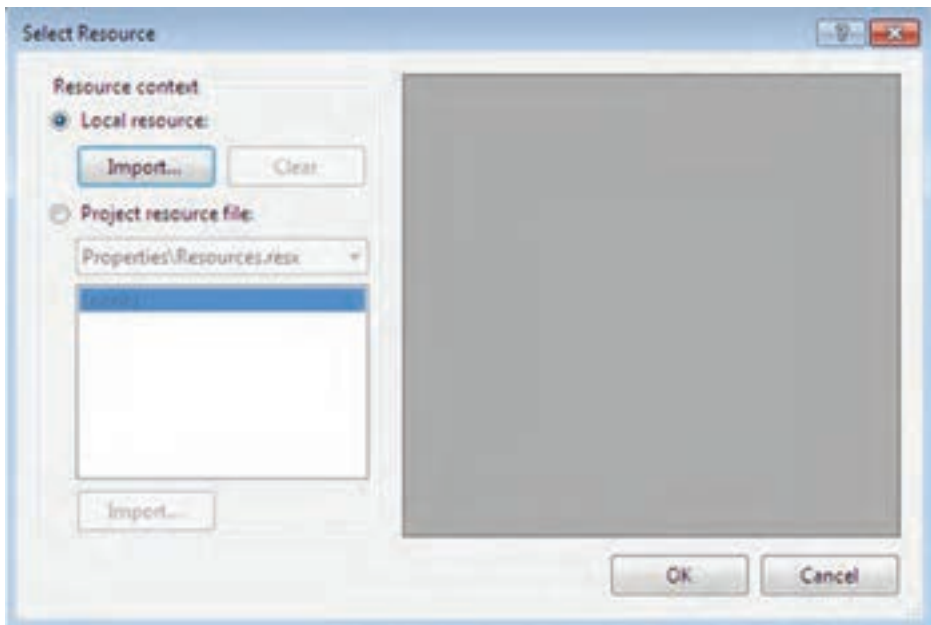 Select Resource
Resource context
Local resource:
Import...
Clear
Project resource file:
Properties\Resources.resx
Import...
OK
Cancel